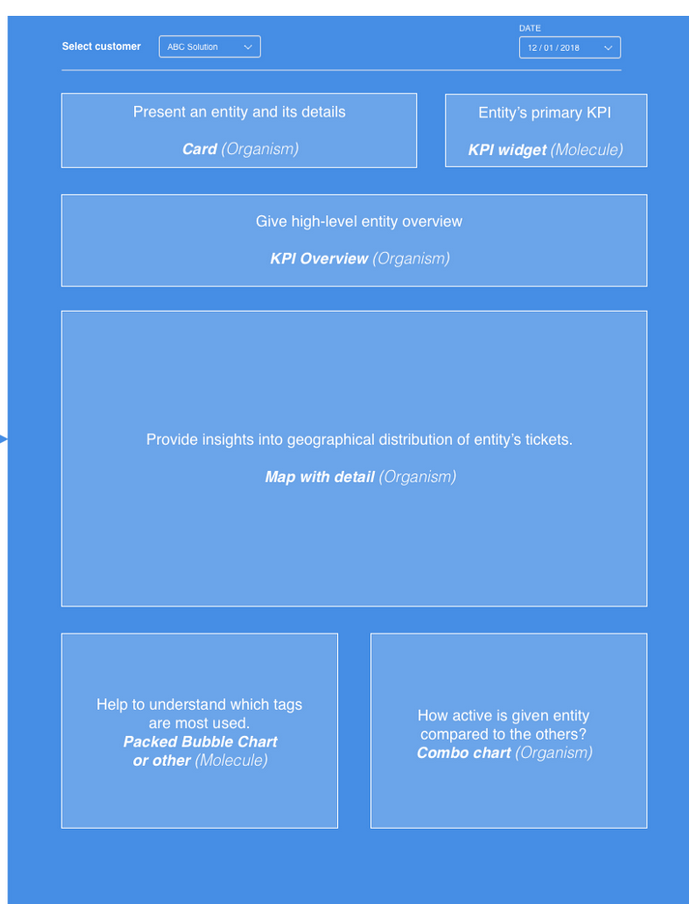 DATE
Select customer
ABC Solution
12 / 01 / 2018
Present an entity and its details
Card (Organism)
Entity’s primary KPI
KPI widget (Molecule)
Give high-level entity overview
KPI Overview (Organism)
Provide insights into geographical distribution of entity’s tickets.
Map with detail (Organism)
Help to understand which tags
are most used.
Packed Bubble Chart
or other (Molecule)
How active is given entity
compared to the others?
Combo chart (Organism)